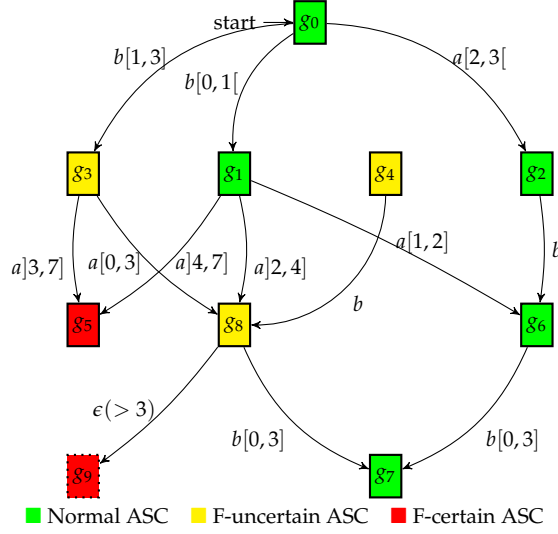 start
g0
b[1, 3]
b[0, 1[
a[2, 3[
g3
g1
g4
g2
a]3, 7]
a[0, 3]
a]4, 7]
a]2, 4]
a[1, 2]
b
b
g5
g8
g6
ϵ(> 3)
b[0, 3]
b[0, 3]
g9
g7
Normal ASC F-uncertain ASC F-certain ASC